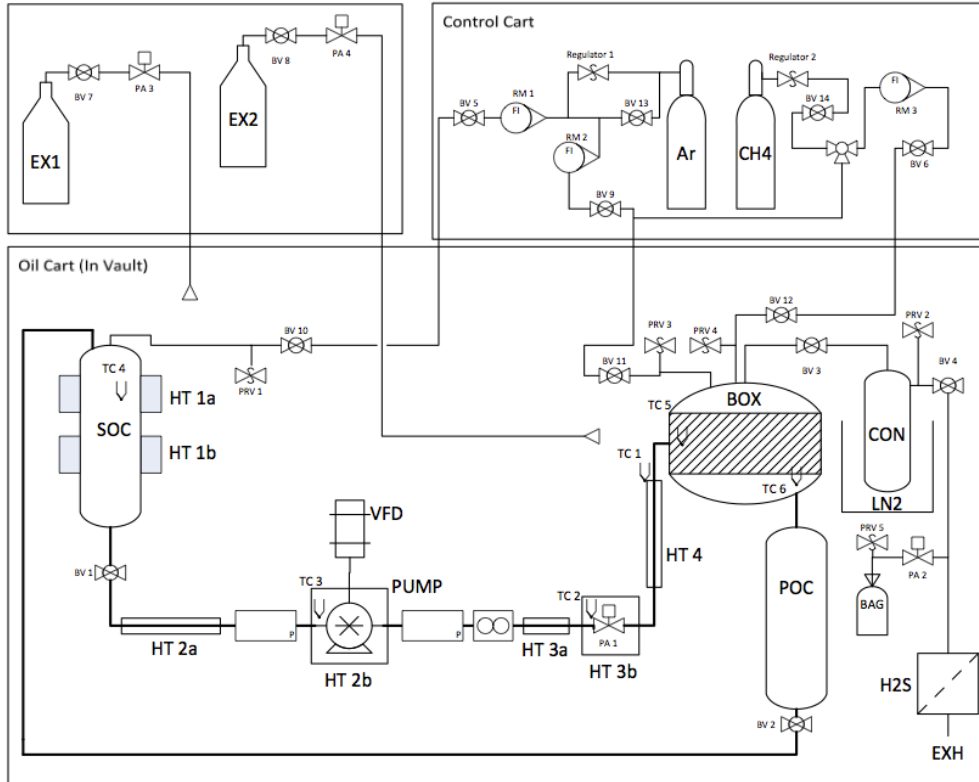 Control Cart
BV 7
PA 3
EX1
BV 8
PA 4
EX2
Regulator 1
BV 5
RM 1
FI
BV 13
RM 2
FI
BV 9
Ar
CH4
Regulator 2
BV 14
FI
RM 3
BV 6
Oil Cart (In Vault)
TC 4
HT 1a
SOC
HT 1b
BV 1
BV 10
PRV 1
BV 11
PRV 3
PRV 4
BV 12
BV 3
PRV 2
BV 4
BOX
TC 5
TC 1
TC 6
CON
LN2
HT 4
VFD
PUMP
TC 3
HT 2a
P
HT 2b
P
HT 3a
TC 2
PA 1
HT 3b
POC
BV 2
PRV 5
PA 2
BAG
H2S
EXH